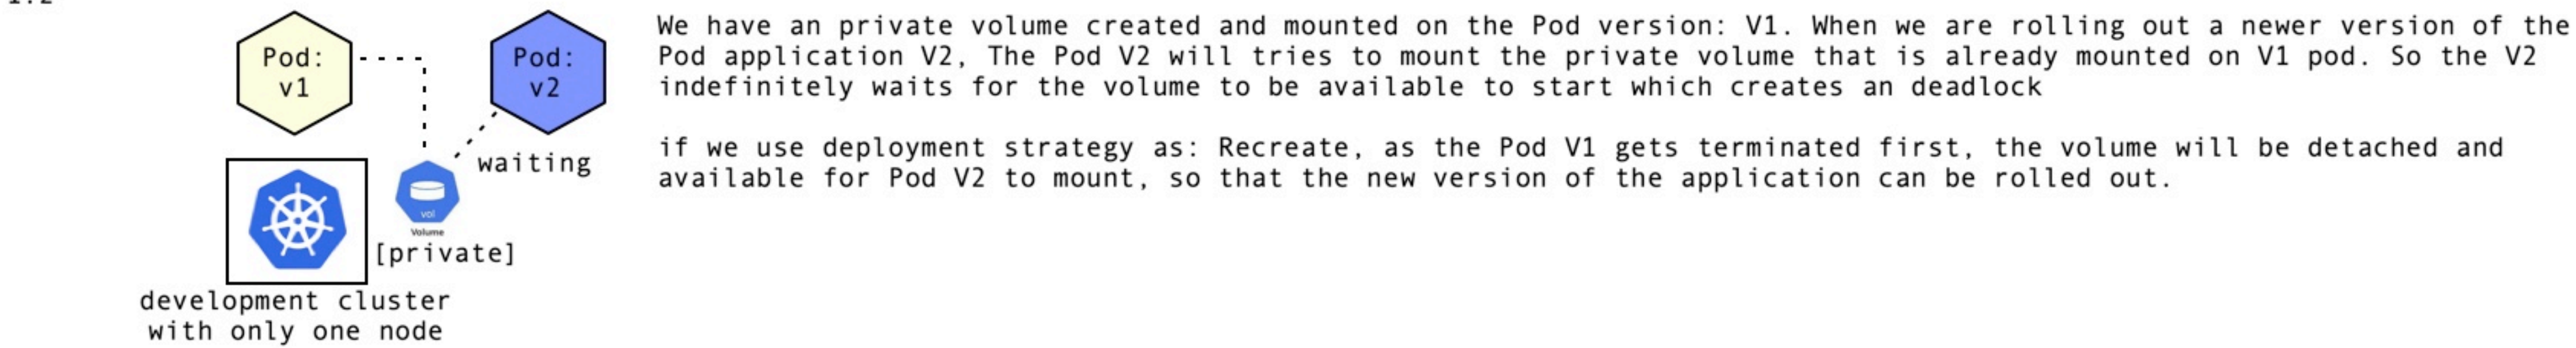 1.2
Pod:
v1
Pod:
v2
waiting
vol
Volume
[private]
development cluster
with only one node
We have an private volume created and mounted on the Pod version: V1. When we are rolling out a newer version of the
Pod application V2, The Pod V2 will tries to mount the private volume that is already mounted on V1 pod. So the V2
indefinitely waits for the volume to be available to start which creates an deadlock
if we use deployment strategy as: Recreate, as the Pod V1 gets terminated first, the volume will be detached and
available for Pod V2 to mount, so that the new version of the application can be rolled out.